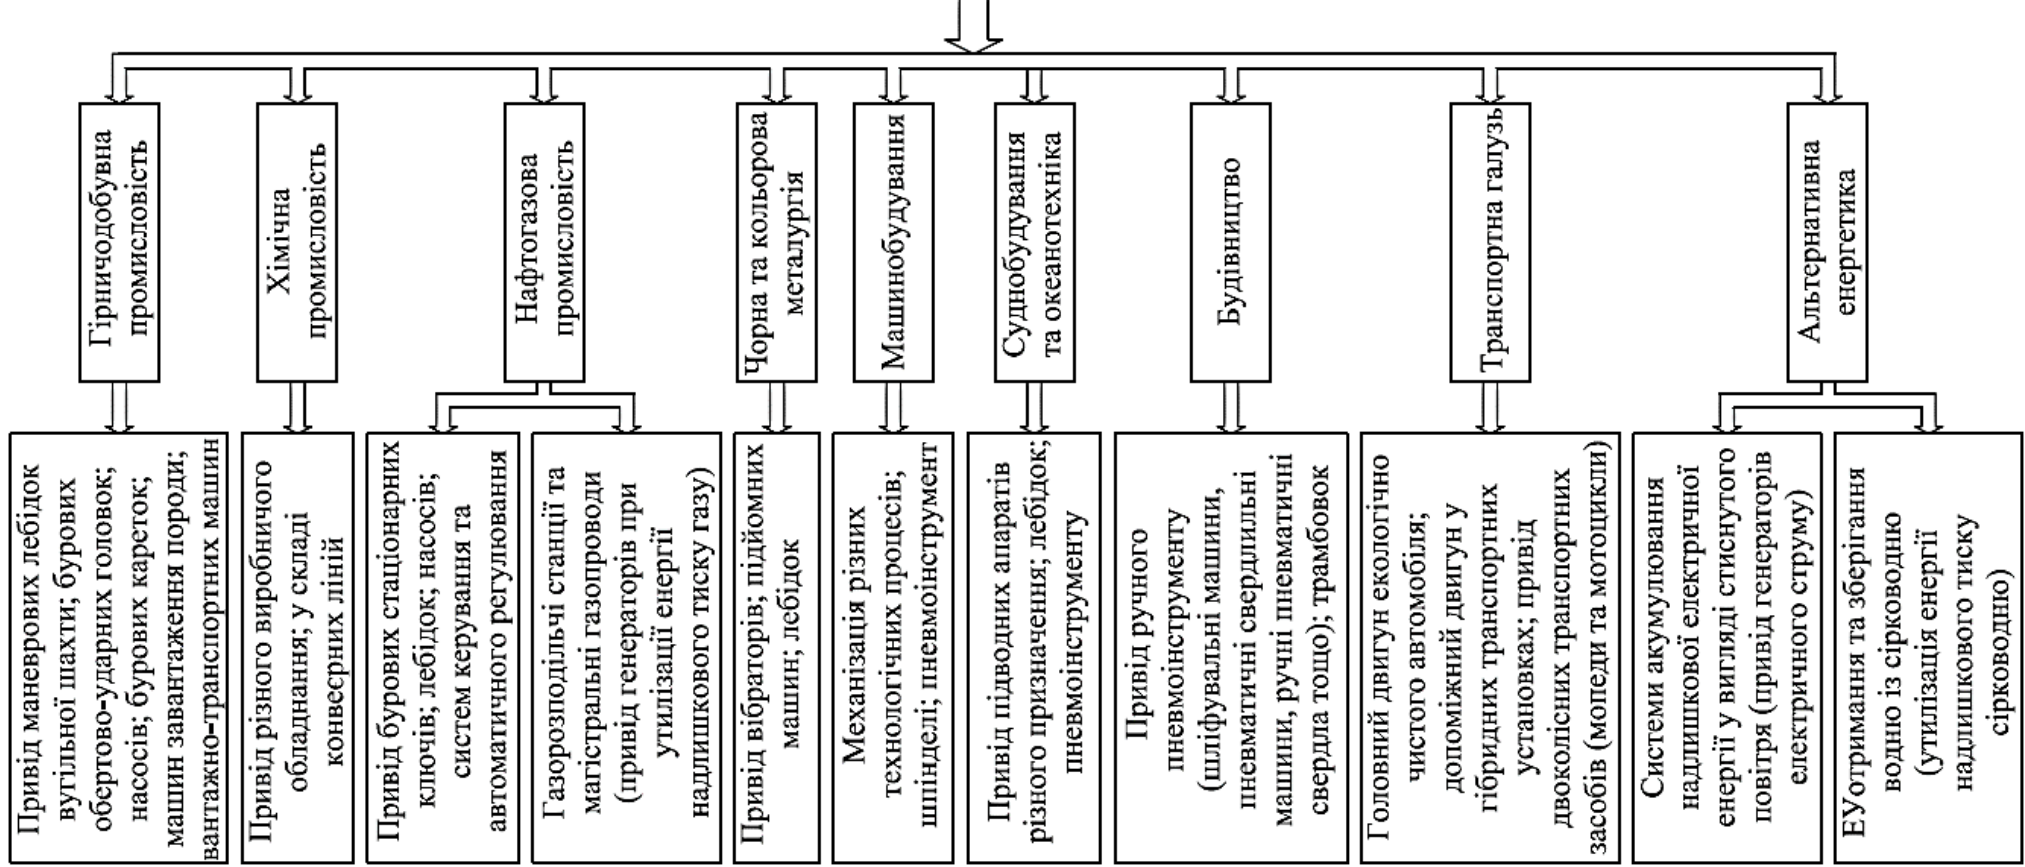 Гірничодобувна
промисловість
Хімічна
промисловість
Нафтогазова
промисловість
Чорна та кольорова
металургія
Машинобудування
Суднобудування
та океанотехніка
Будівництво
Транспортна галузь
Альтернативна
енергетика
Привід маневрових лебідок
вугільної шахти; бурових
обертово-ударних головок;
насосів; бурових кареток;
машин завантаження породи;
вантажно-транспортних машин
Привід різного виробничого
обладнання; у складі
конвеєрних ліній
Привід бурових стаціонарних
ключів; лебідок; насосів;
систем керування та
автоматичного регулювання
Газорозподільчі станції та
магістральні газопроводи
(привід генераторів при
утилізації енергії
надлишкового тиску газу)
Привід вібраторів; підйомних
машин; лебідок
Механізація різних
технологічних процесів;
шпінделі; пневмоінструмент
Привід підводних апаратів
різного призначення; лебідок;
пневмоінструменту
Привід ручного
пневмоінструменту
(шліфувальні машини,
пневматичні свердлильні
машини, ручні пневматичні
свердла тощо); трамбовок
Головний двигун екологічно
чистого автомобіля;
допоміжний двигун у
гібридних транспортних
установках; привід
двоколісних транспортних
засобів (мопеди та мотоцикли)
Системи акумулювання
надлишкової електричної
енергії у вигляді стиснутого
повітря (привід генераторів
електричного струму)
ЕУотримання та зберігання
водню із сірководню
(утилізація енергії
надлишкового тиску
сірководню)